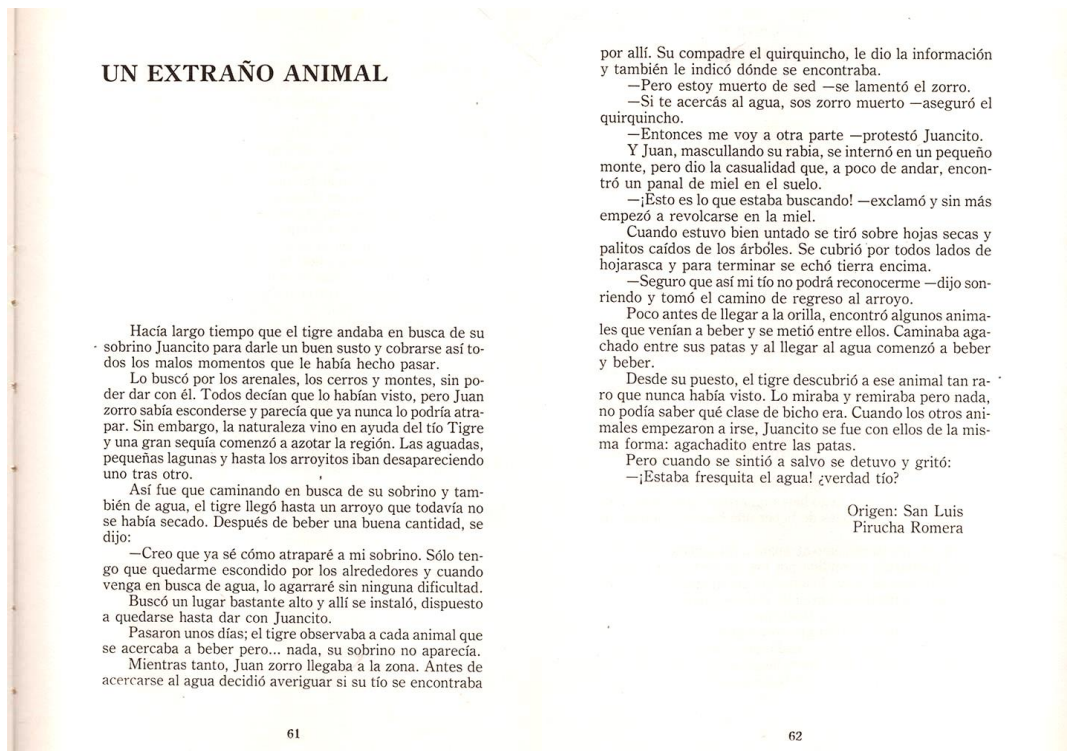 UN EXTRAÑO ANIMAL
Hacía largo tiempo que el tigre andaba en busca de su
sobrino Juancito para darle un buen susto y cobrarse así to-
dos los malos momentos que le había hecho pasar.
Lo buscó por los arenales, los cerros y montes, sin po-
der dar con él. Todos decían que lo habían visto, pero Juan
zorro sabía esconderse y parecía que ya nunca lo podría atra-
par. Sin embargo, la naturaleza vino en ayuda del tío Tigre
y una gran sequía comenzó a azotar la región. Las aguadas,
pequeñas lagunas y hasta los arroyitos iban desapareciendo
uno tras otro.
Así fue que caminando en busca de su sobrino y tam-
bién de agua, el tigre llegó hasta un arroyo que todavía no
se había secado. Después de beber una buena cantidad, se
dijo:
—Creo que ya sé cómo atraparé a mi sobrino. Sólo ten-
go que quedarme escondido por los alrededores y cuando
venga en busca de agua, lo agarraré sin ninguna dificultad.
Buscó un lugar bastante alto y allí se instaló, dispuesto
a quedarse hasta dar con Juancito.
Pasaron unos días; el tigre observaba a cada animal que
se acercaba a beber pero... nada, su sobrino no aparecía.
Mientras tanto, Juan zorro llegaba a la zona. Antes de
acercarse al agua decidió averiguar si su tío se encontraba
61
por allí. Su compadre el quirquincho, le dio la información
y también le indicó dónde se encontraba.
—Pero estoy muerto de sed —se lamentó el zorro.
—Si te acercás al agua, sos zorro muerto —aseguró el
quirquincho.
—Entonces me voy a otra parte —protestó Juancito.
Y Juan, mascullando su rabia, se internó en un pequeño
monte, pero dio la casualidad que, a poco de andar, encon-
tró un panal de miel en el suelo.
—¡Esto es lo que estaba buscando! —exclamó y sin más
empezó a revolcarse en la miel.
Cuando estuvo bien untado se tiró sobre hojas secas y
palitos caídos de los árboles. Se cubrió por todos lados de
hojarasca y para terminar se echó tierra encima.
—Seguro que así mi tío no podrá reconocerme —dijo son-
riendo y tomó el camino de regreso al arroyo.
Poco antes de llegar a la orilla, encontró algunos anima-
les que venían a beber y se metió entre ellos. Caminaba aga-
chado entre sus patas y al llegar al agua comenzó a beber
y beber.
Desde su puesto, el tigre descubrió a ese animal tan ra-
ro que nunca había visto. Lo miraba y remiraba pero nada,
no podía saber qué clase de bicho era. Cuando los otros ani-
males empezaron a irse, Juancito se fue con ellos de la mis-
ma forma: agachadito entre las patas.
Pero cuando se sintió a salvo se detuvo y gritó:
—¡Estaba fresquita el agua! ¿verdad tío?
Origen: San Luis
Pirucha Romera
62